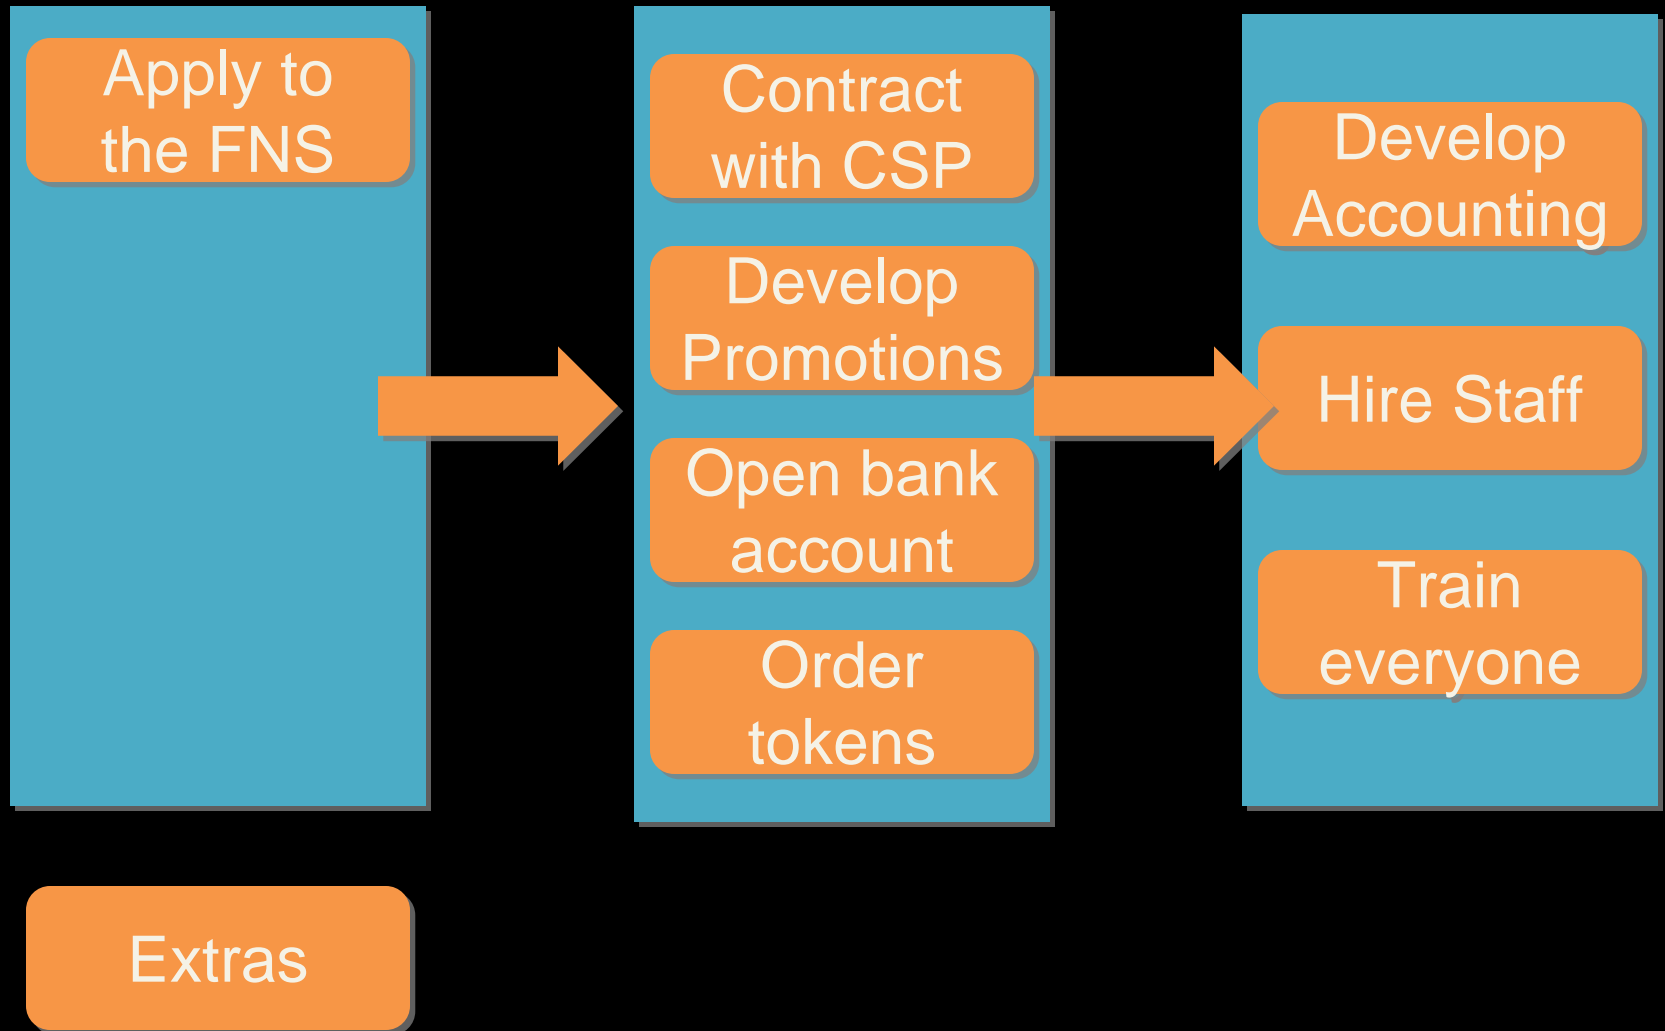 Apply to
the FNS
Contract
with CSP
Develop
Promotions
Open bank
account
Order
tokens
Develop
Accounting
Hire Staff
Train
everyone
Extras